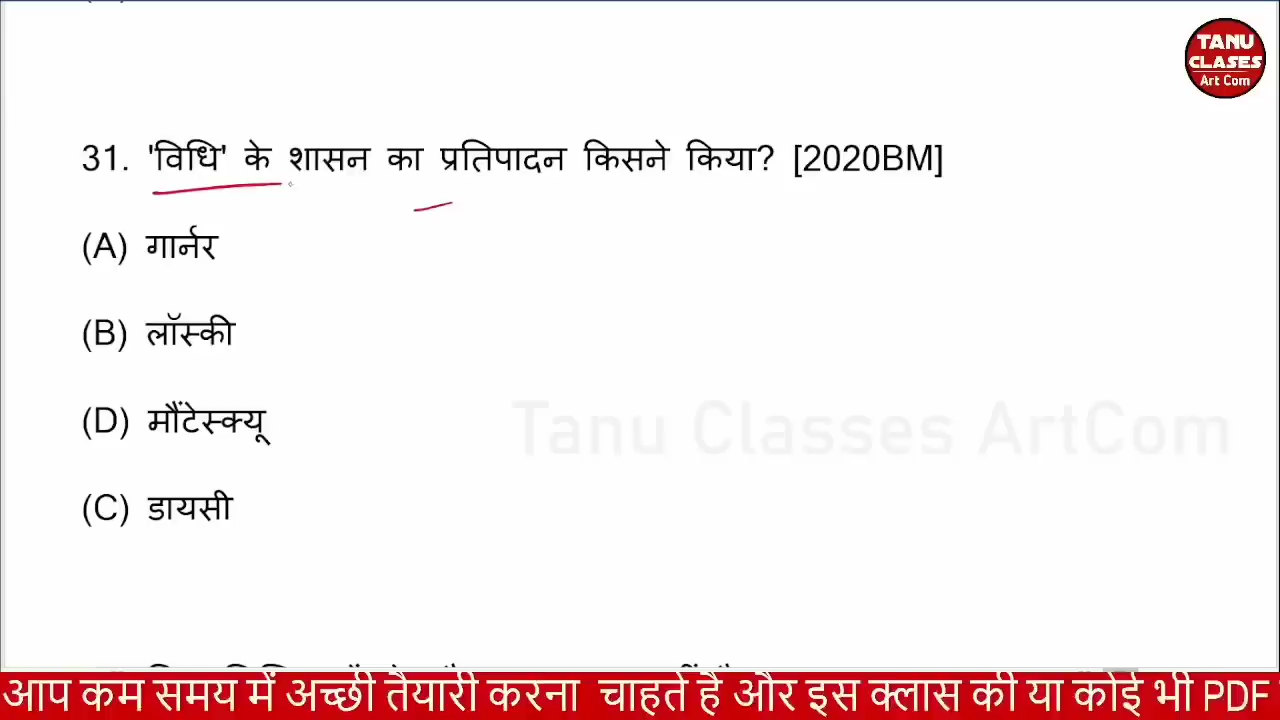 TANU
CLASES
Art Com
31. 'विधि' के शासन का प्रतिपादन किसने किया? [2020BM]
(A) गार्नर
(B) लॉस्की
(D) मौंटेस्क्यू
Tanu Classes ArtCom
(C) डायसी
आप कम समय में अच्छी तैयारी करना चाहते है और इस क्लास की या कोई भी PDF